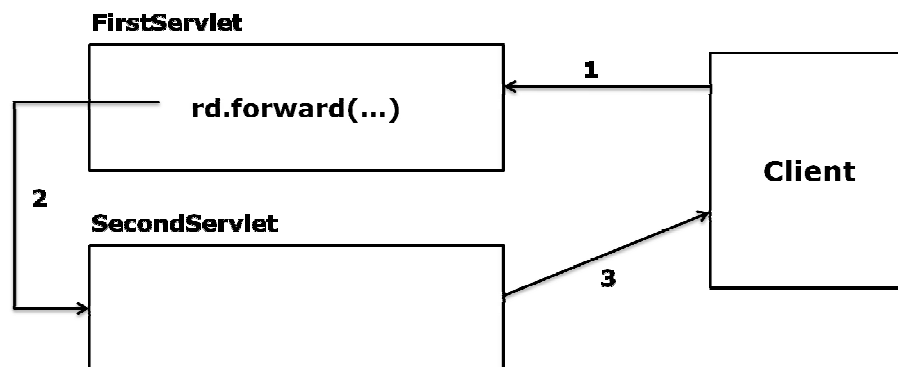 FirstServlet
1
rd.forward(...)
Client
2
SecondServlet
3